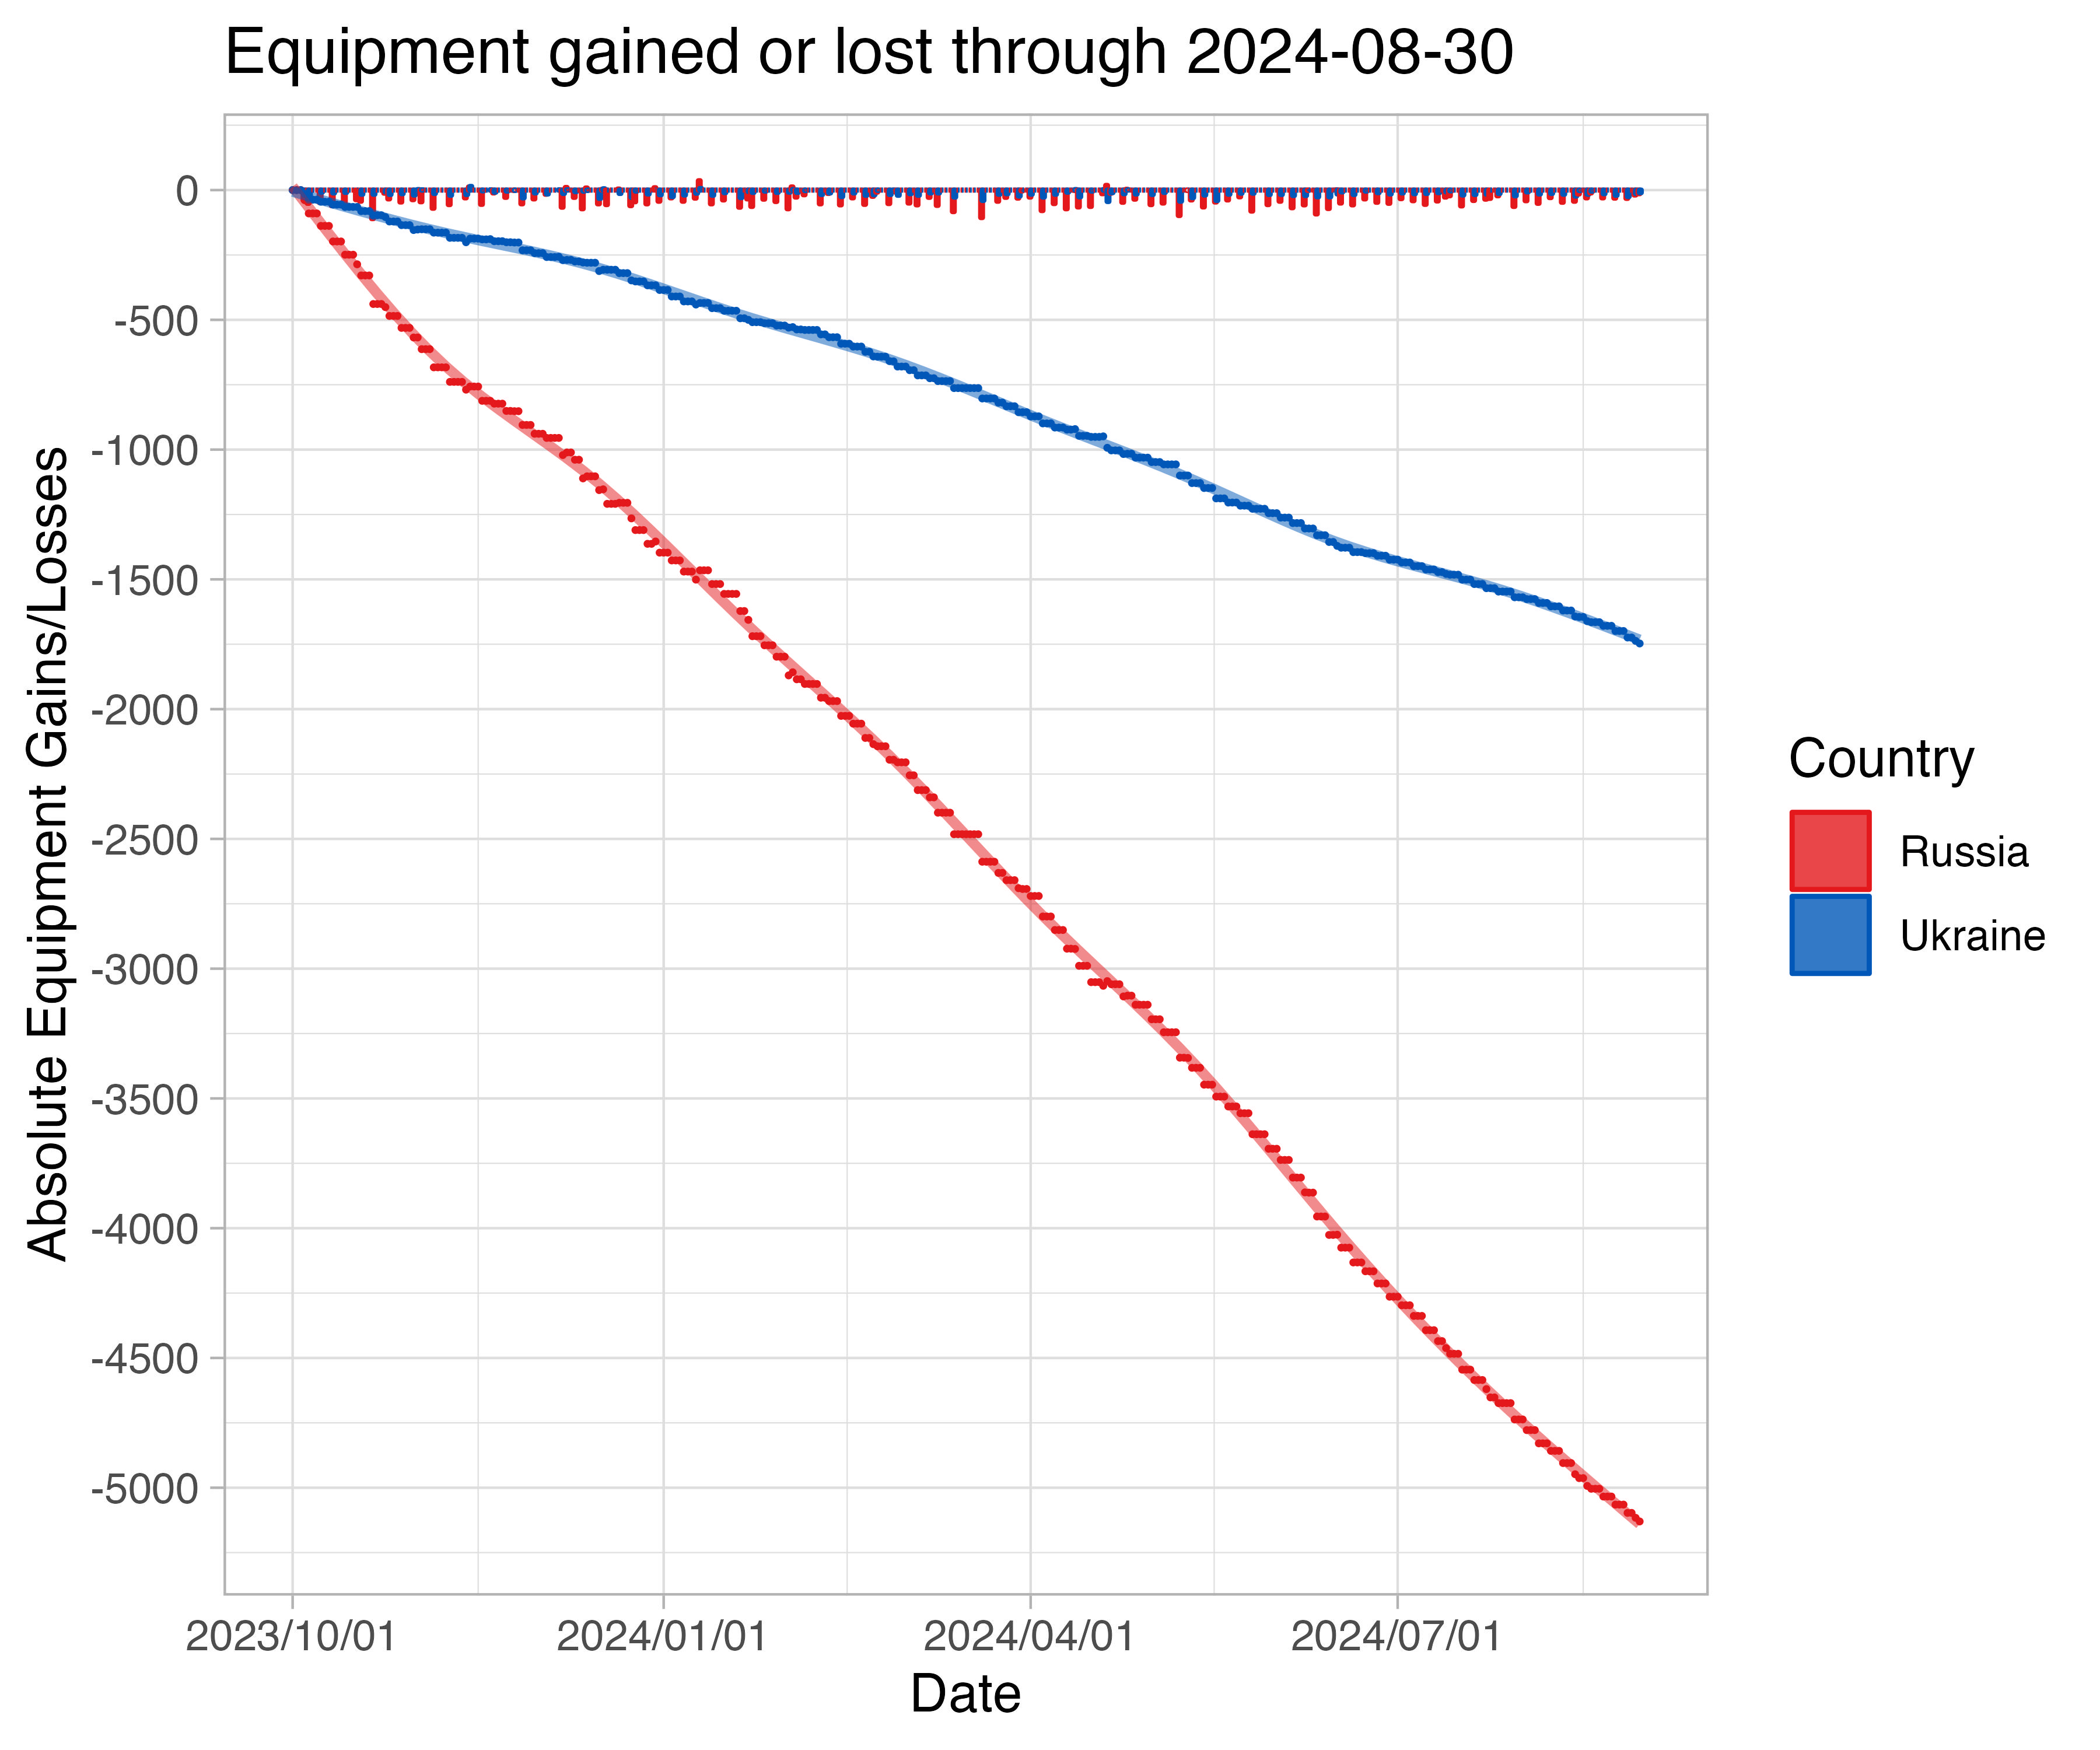 Equipment gained or lost through 2024-08-30
Absolute Equipment Gains/Losses
0
-500
-1000
-1500
-2000
-2500
-3000
-3500
-4000
-4500
-5000
2023/10/01
2024/01/01
2024/04/01
2024/07/01
Date
Country
Russia
Ukraine